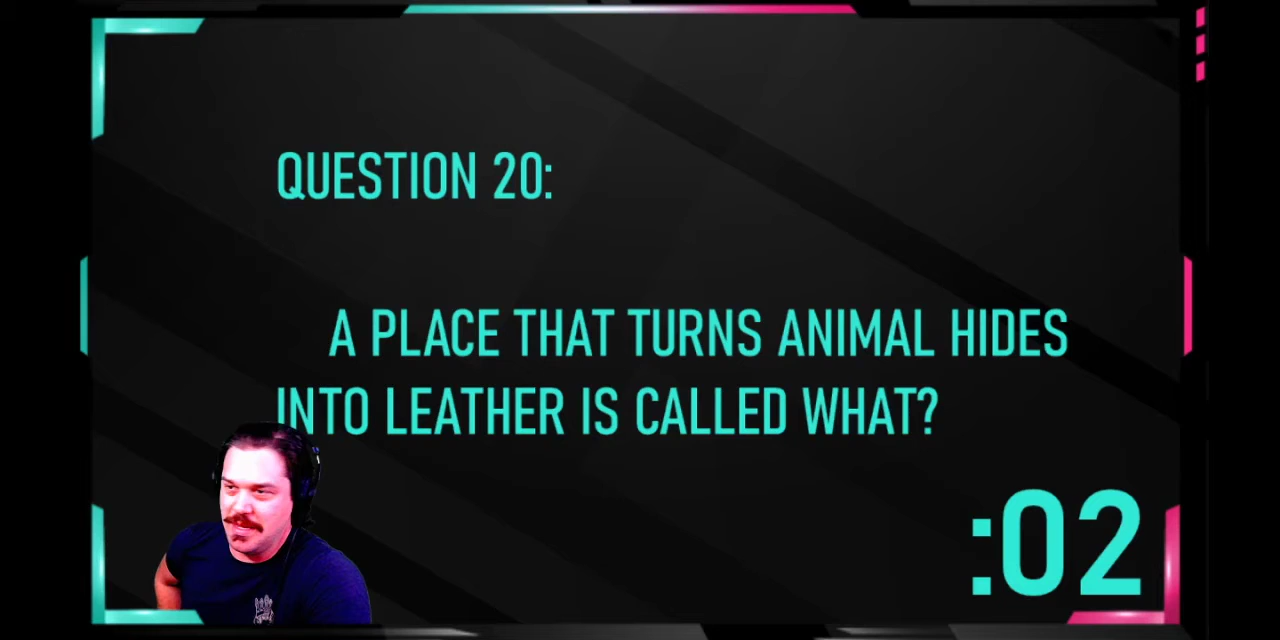 QUESTION 20:
A PLACE THAT TURNS ANIMAL HIDES
INTO LEATHER IS CALLED WHAT?
:02